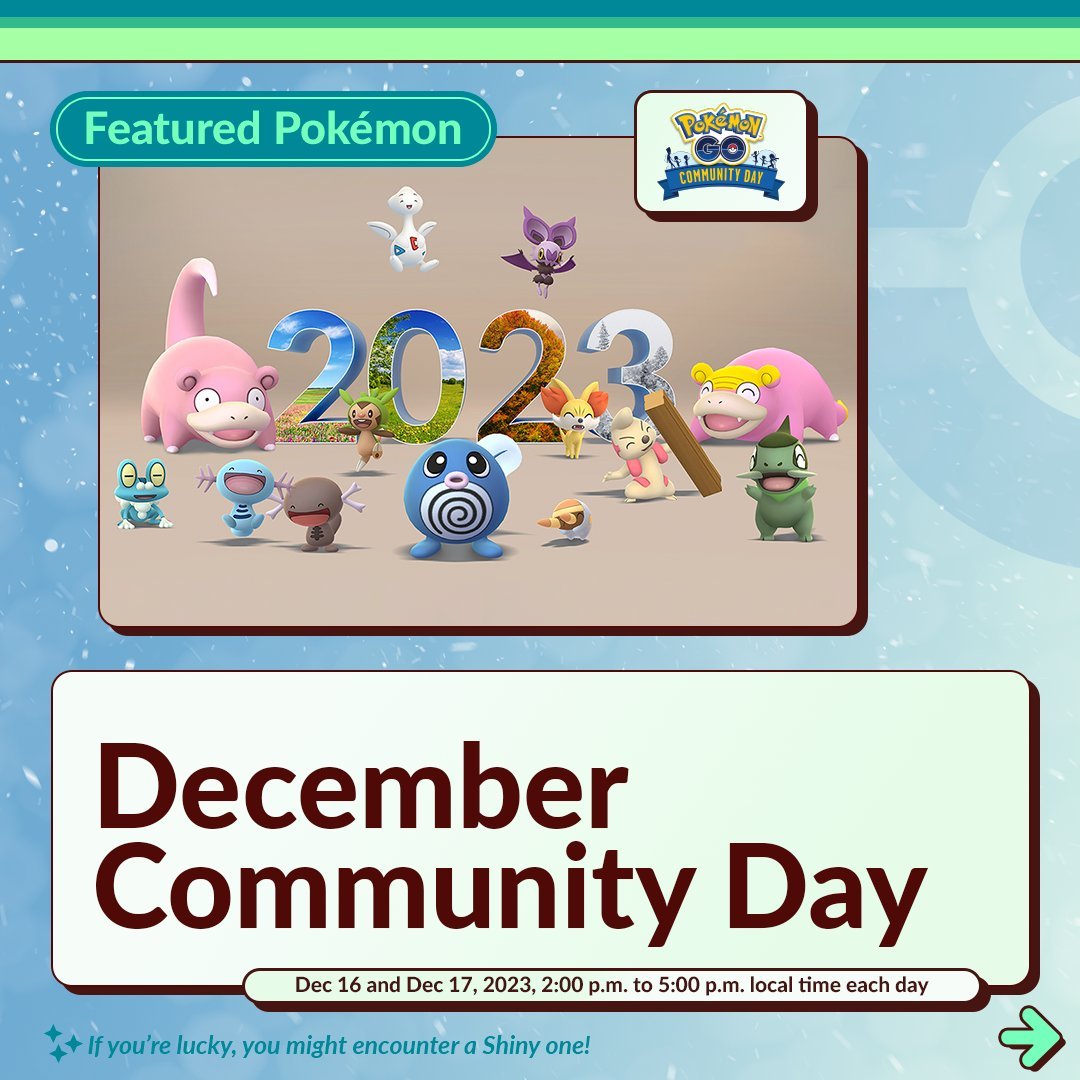 Featured Pokémon
POKÉMON
GO
COMMUNITY DAY
2023
December
Community Day
Dec 16 and Dec 17, 2023, 2:00 p.m. to 5:00 p.m. local time each day
If you're lucky, you might encounter a Shiny one!